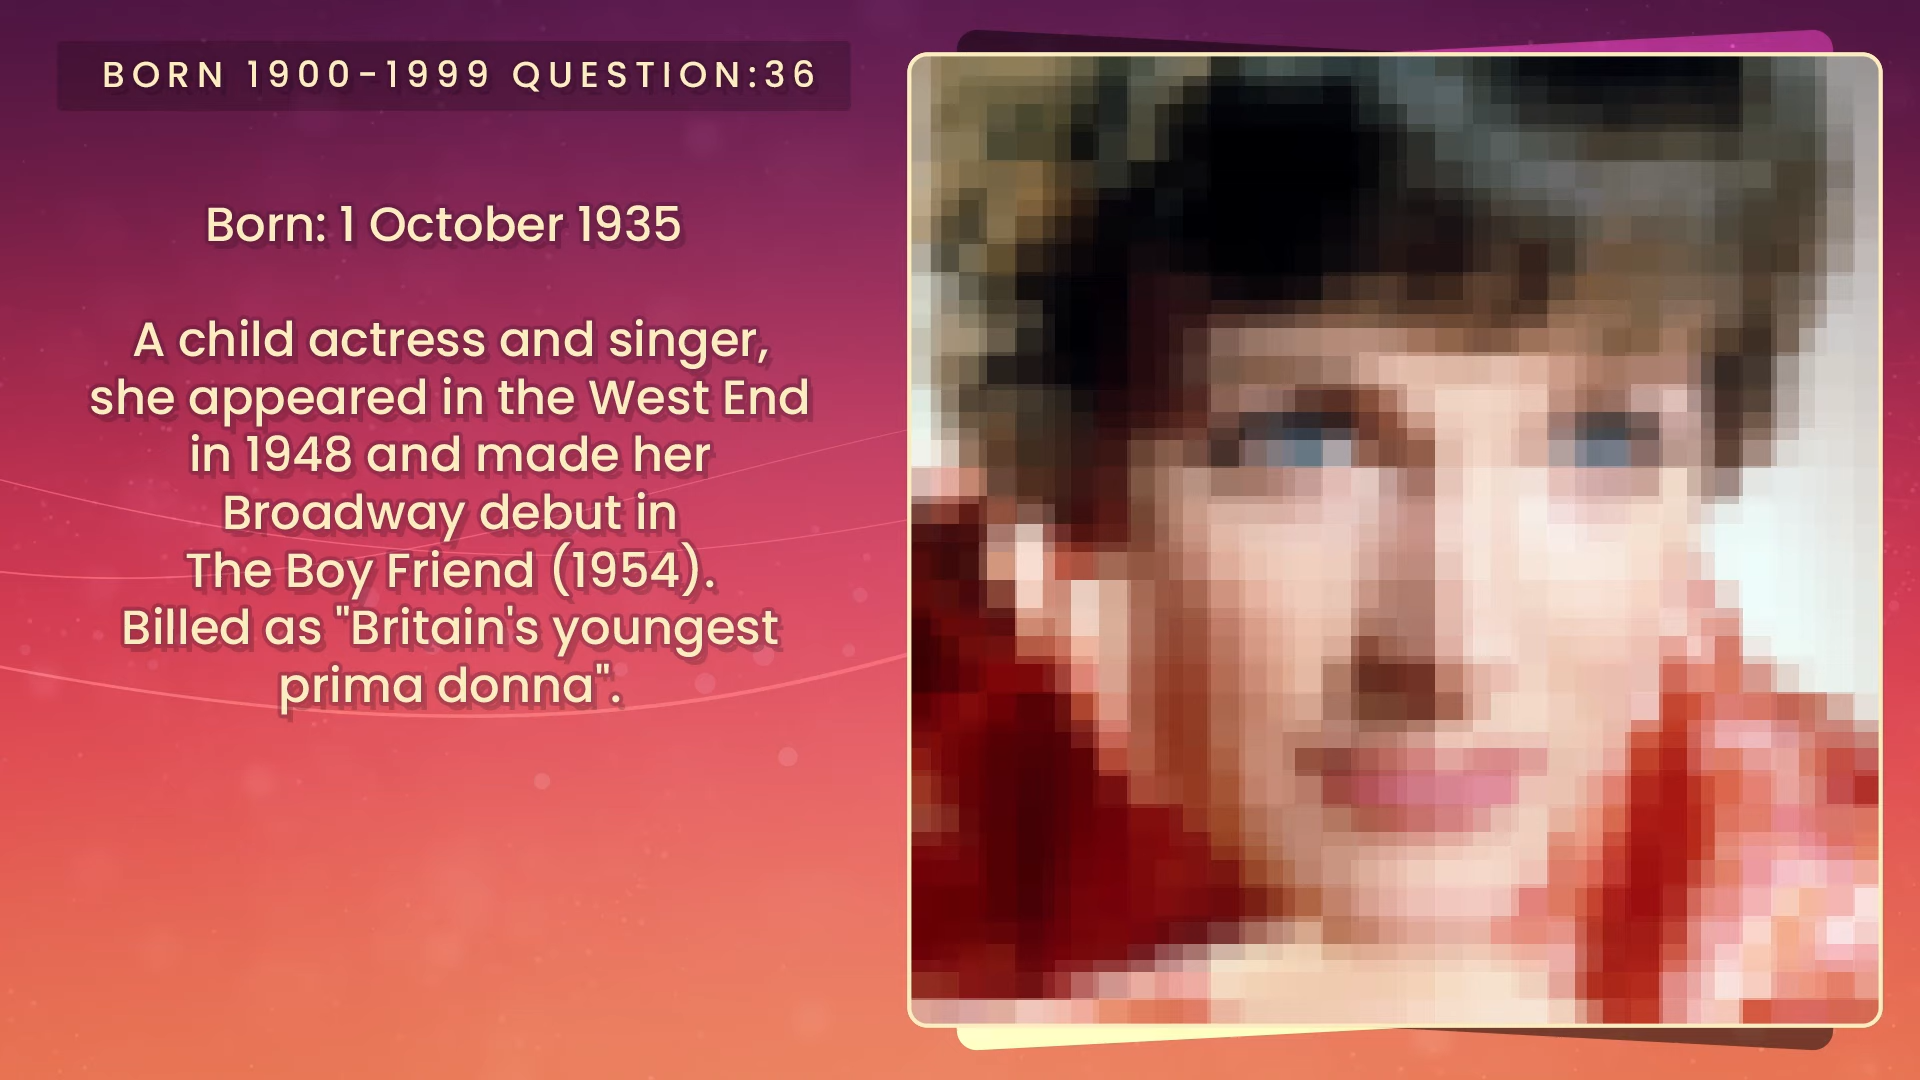 BORN 1900-1999 QUESTION:36
Born: 1 October 1935
A child actress and singer,
she appeared in the West End
in 1948 and made her
Broadway debut in
The Boy Friend (1954).
Billed as "Britain's youngest
prima donna".